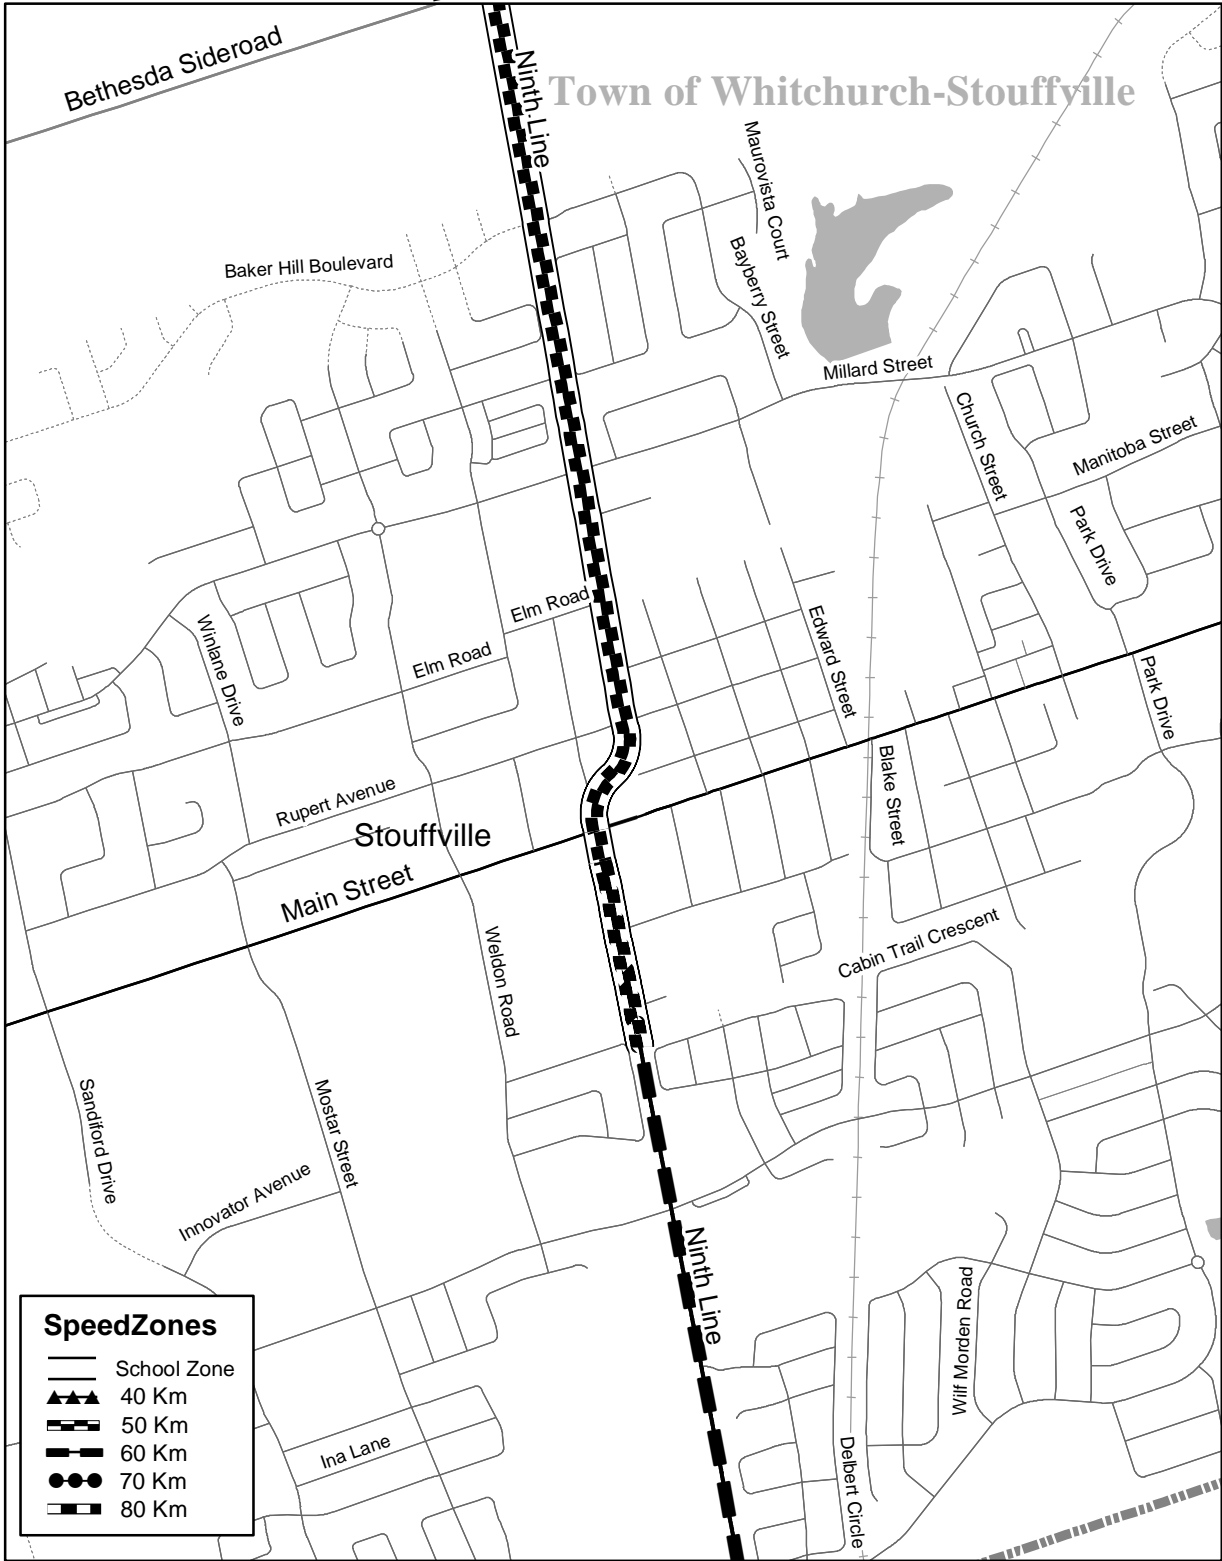 Bethesda Sideroad
Ninth Line
Town of Whitchurch-Stouffville
Maurovista Court
Baker Hill Boulevard
Bayberry Street
Millard Street
Church Street
Manitoba Street
Park Drive
Elm Road
Edward Street
Winlane Drive
Elm Road
Park Drive
Blake Street
Rupert Avenue
Stouffville
Main Street
Cabin Trail Crescent
Weldon Road
Sandiford Drive
Mostar Street
Innovator Avenue
Ninth Line
Wilf Morden Road
Ina Lane
Delbert Circle
SpeedZones
School Zone
40 Km
50 Km
60 Km
70 Km
80 Km